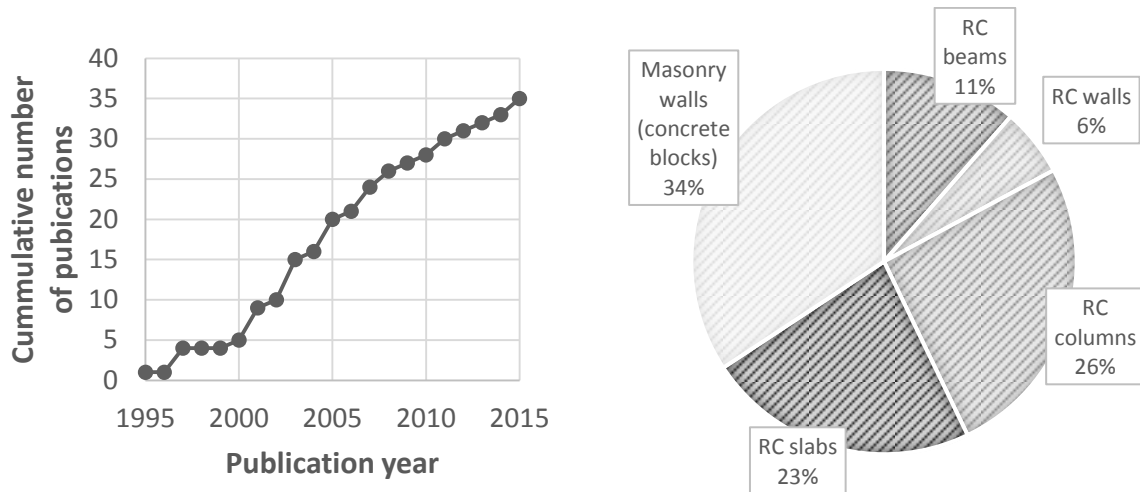 Cummulative number
of pubications
40
35
30
25
20
15
10
5
0
1995
2000
2005
2010
2015
Publication year
Masonry
walls
(concrete
blocks)
34%
RC
beams
11%
RC walls
6%
RC
columns
26%
RC slabs
23%